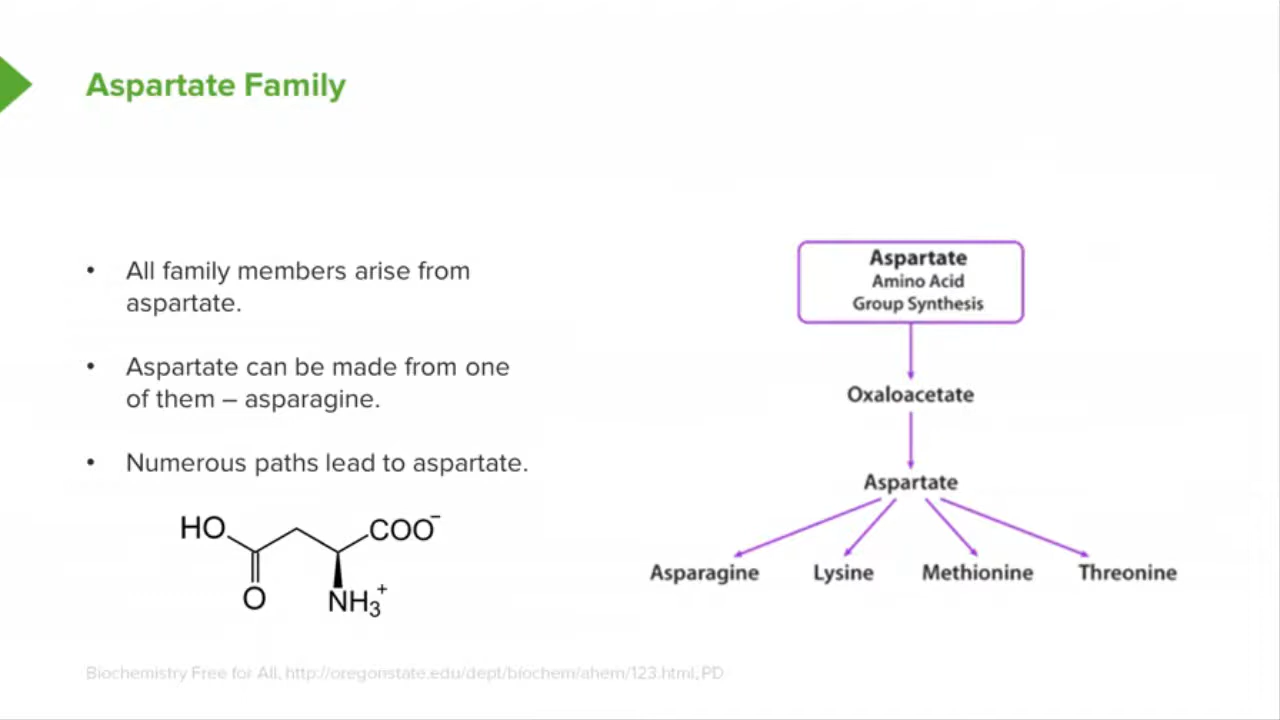 Aspartate Family
• All family members arise from
aspartate.
• Aspartate can be made from one
of them – asparagine.
• Numerous paths lead to aspartate.
HO
COO⁻
O
NH₃⁺
Aspartate
Amino Acid
Group Synthesis
Oxaloacetate
Aspartate
Asparagine Lysine Methionine Threonine
Biochemistry Free for All, http://oregonstate.edu/dept/biochem/ahern/123.html, PD